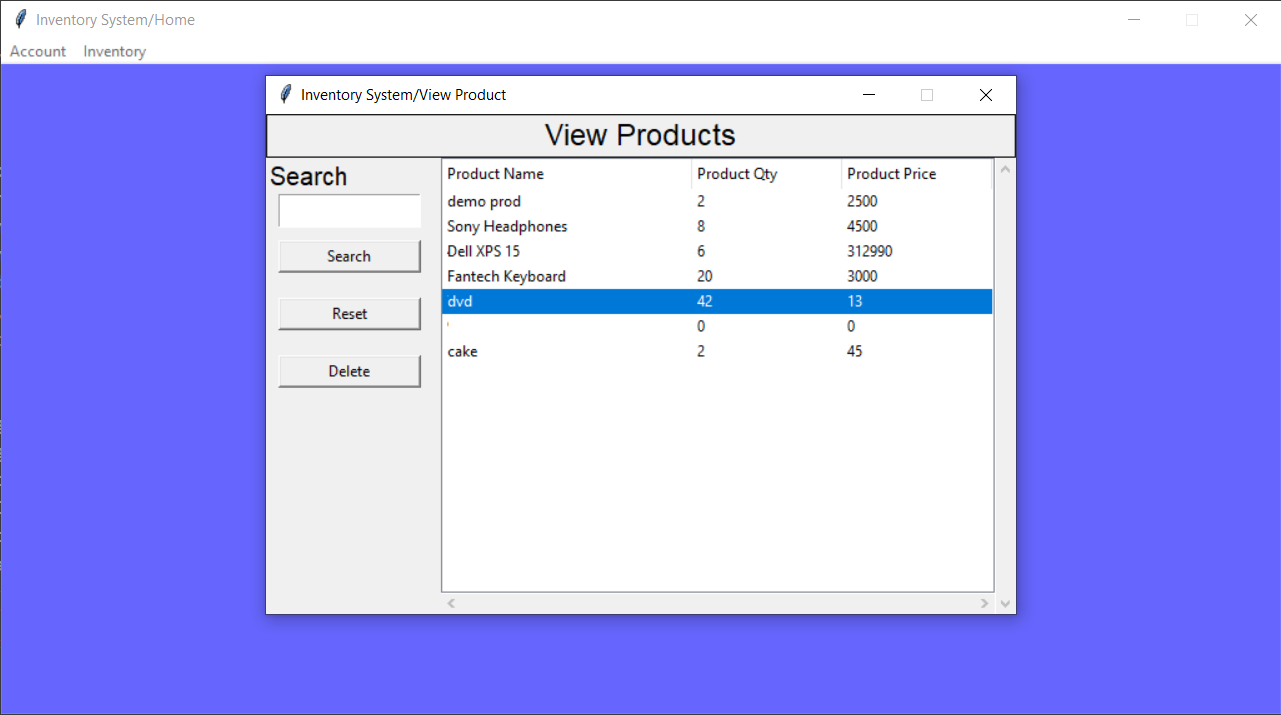 Inventory System/Home
Account Inventory
Inventory System/View Product
View Products
Search
Search
Reset
Delete
Product Name Product Qty Product Price
demo prod 2 2500
Sony Headphones 8 4500
Dell XPS 15 6 312990
Fantech Keyboard 20 3000
dvd 42 13
' 0 0
cake 2 45